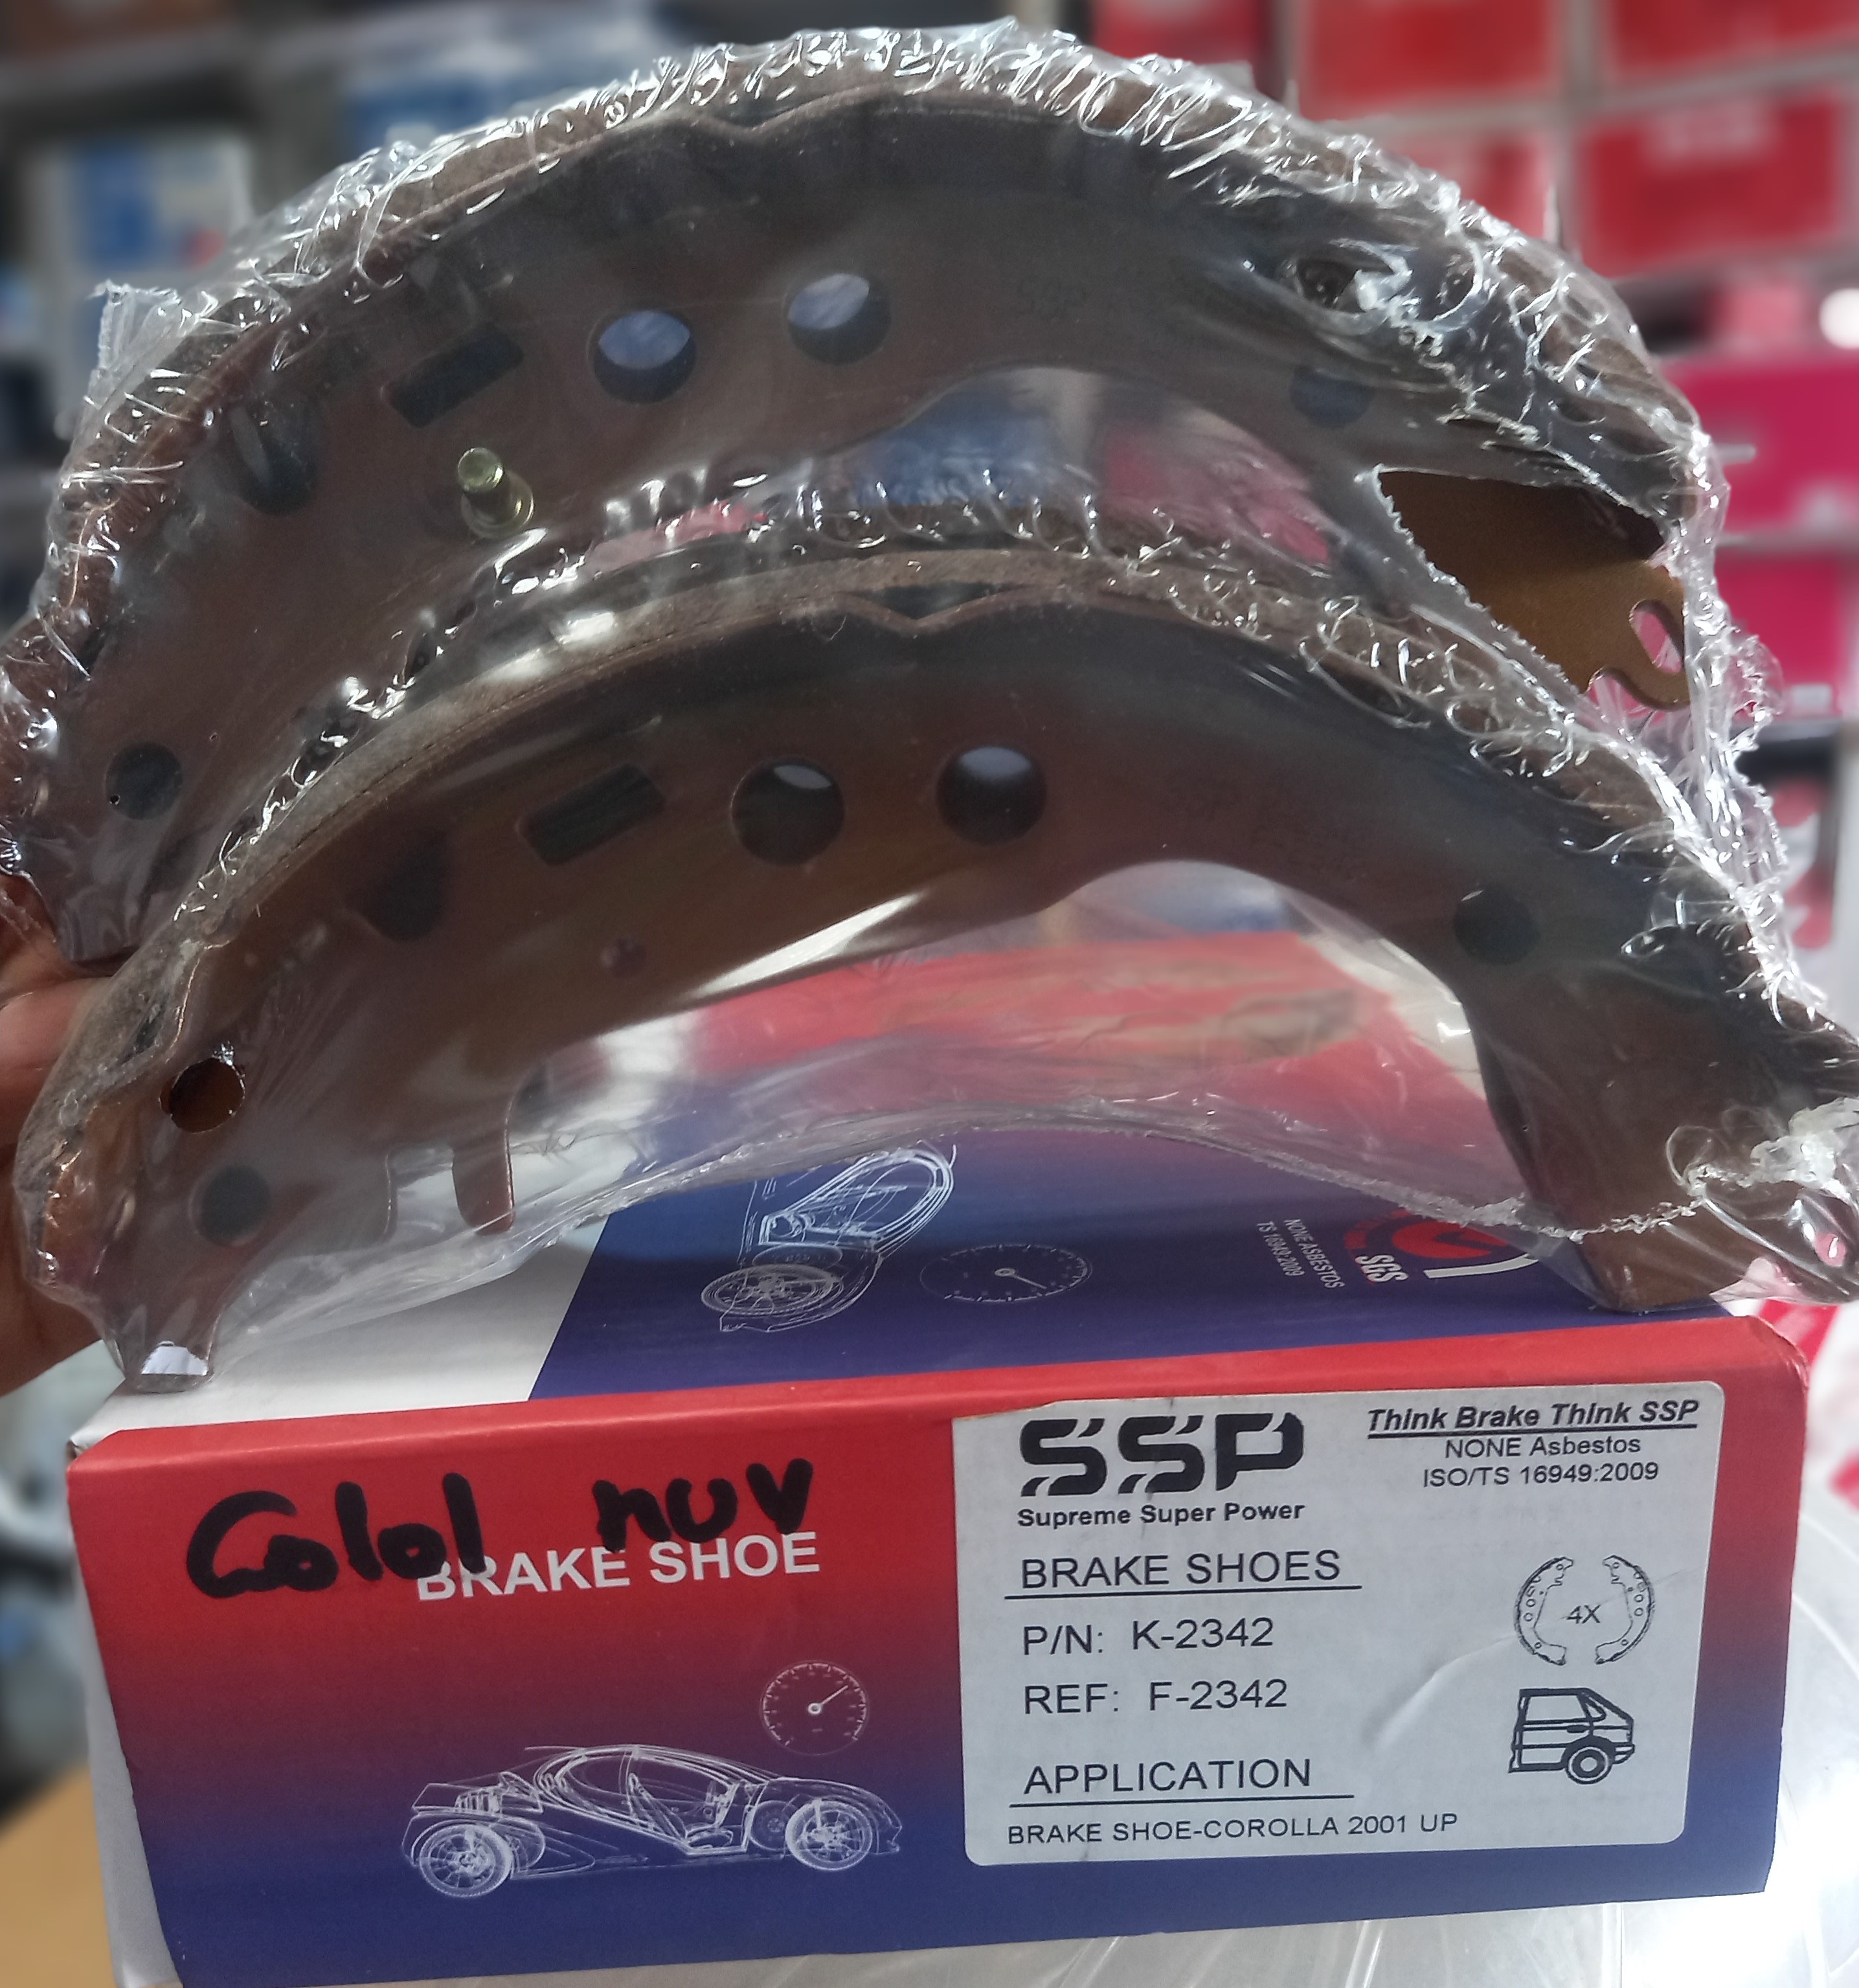 NONE ASBESTOS
TS 16949:2009
SGS
Colol nuv
BRAKE SHOE
SSP
Supreme Super Power
Think Brake Think SSP
NONE Asbestos
ISO/TS 16949:2009
BRAKE SHOES
P/N: K-2342
4X
REF: F-2342
APPLICATION
BRAKE SHOE-COROLLA 2001 UP